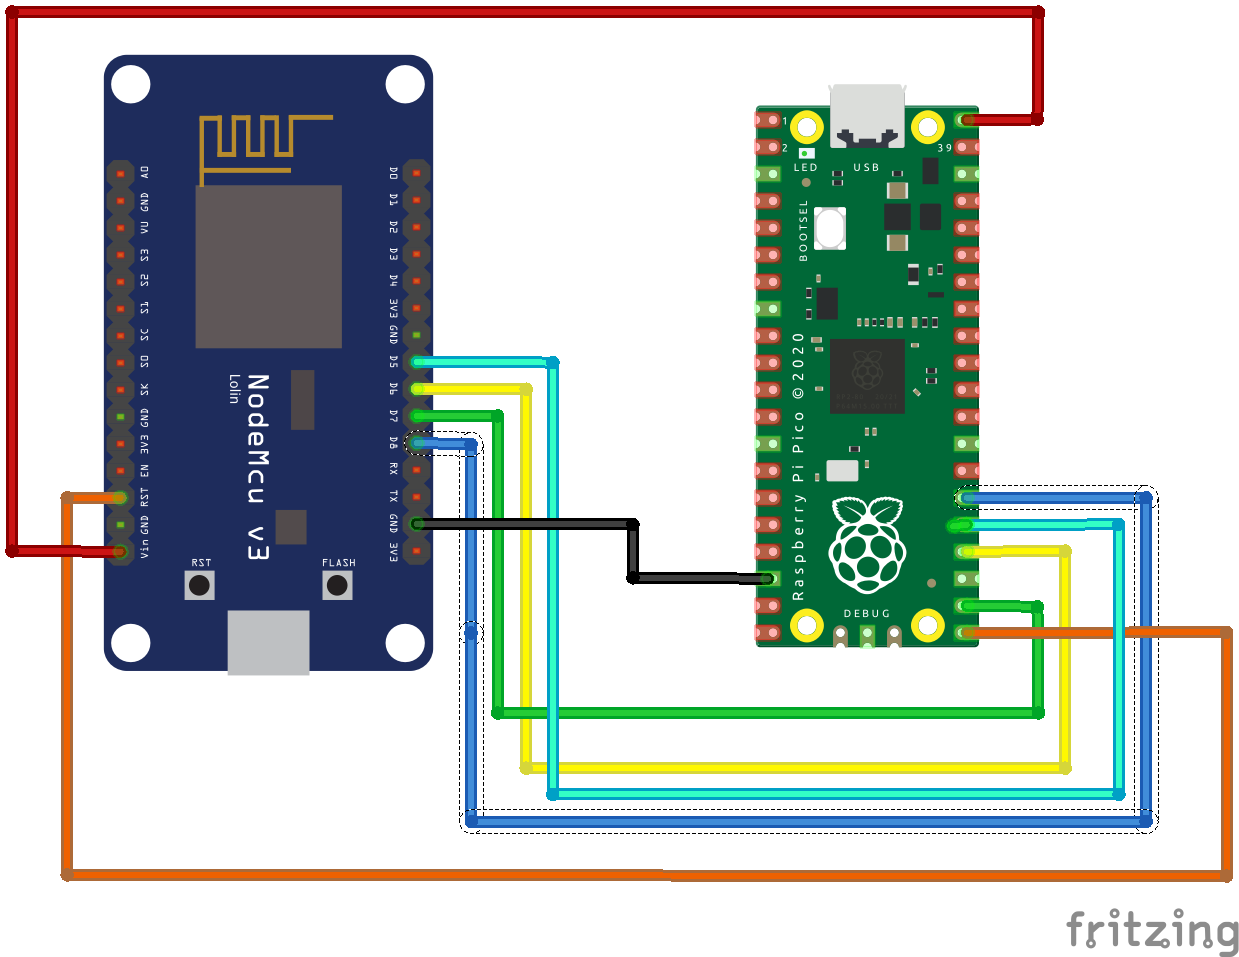 A0
GND
VU
S3
S2
S1
SC
S0
SK
GND
3V3
EN
RST
GND
Vin
D0
D1
D2
D3
D4
3V3
GND
D5
D6
D7
D8
RX
TX
GND
3V3
NodeMcu v3
Lolin
RST
FLASH
1
2
39
LED
USB
BOOTSEL
Raspberry Pi Pico © 2020
DEBUG
fritzing